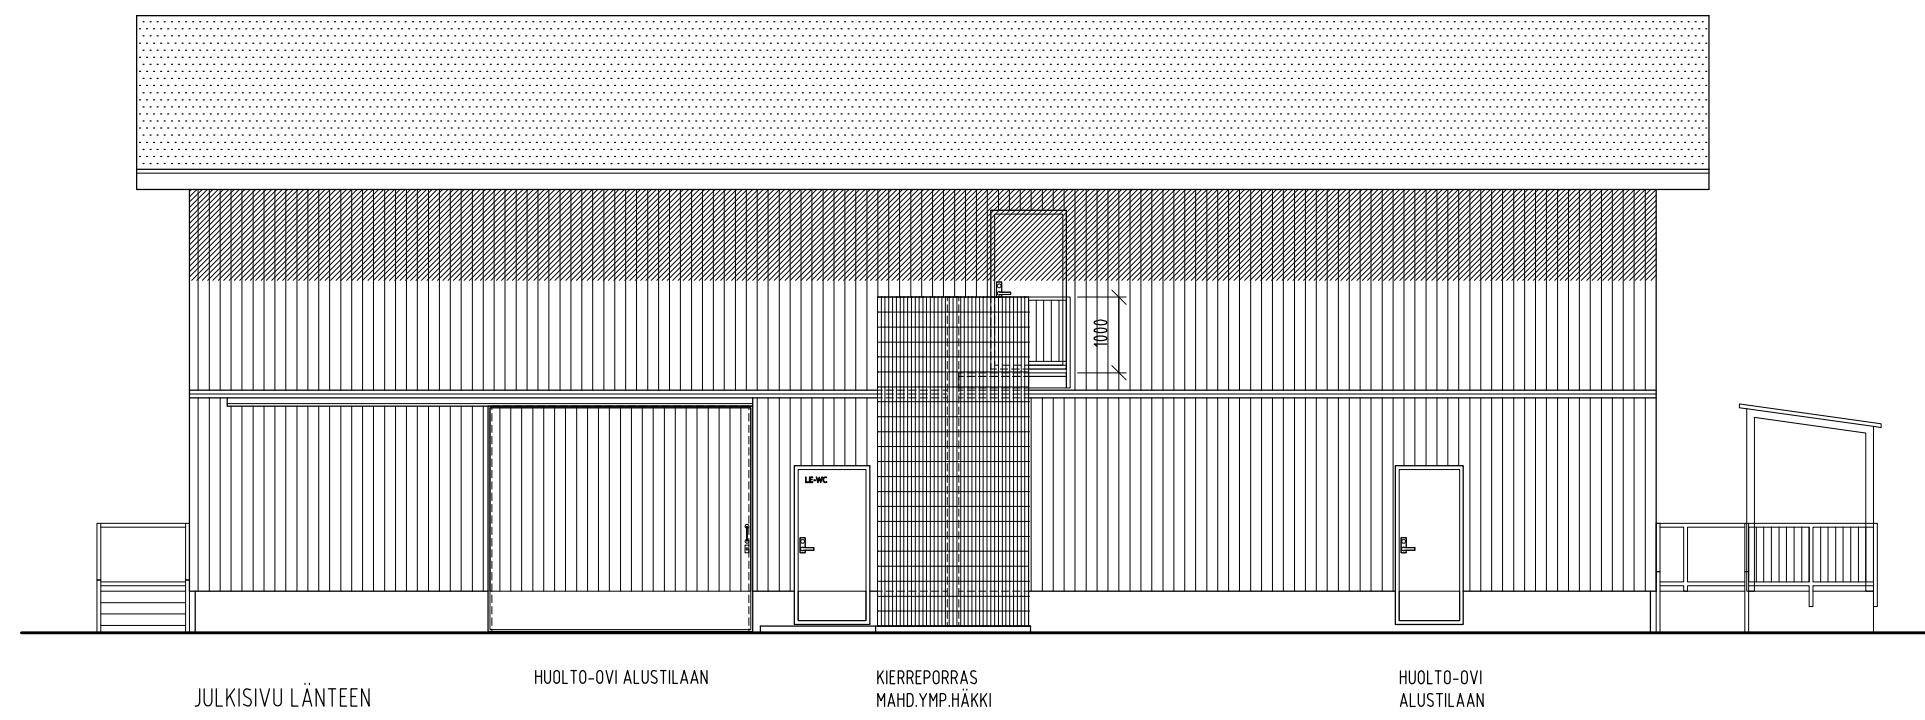 1000
LE-WC
HUOLTO-OVI ALUSTILAAN
KIERREPORRAS
MAHD.YMP.HÄKKI
HUOLTO-OVI
ALUSTILAAN
JULKISIVU LÄNTEEN